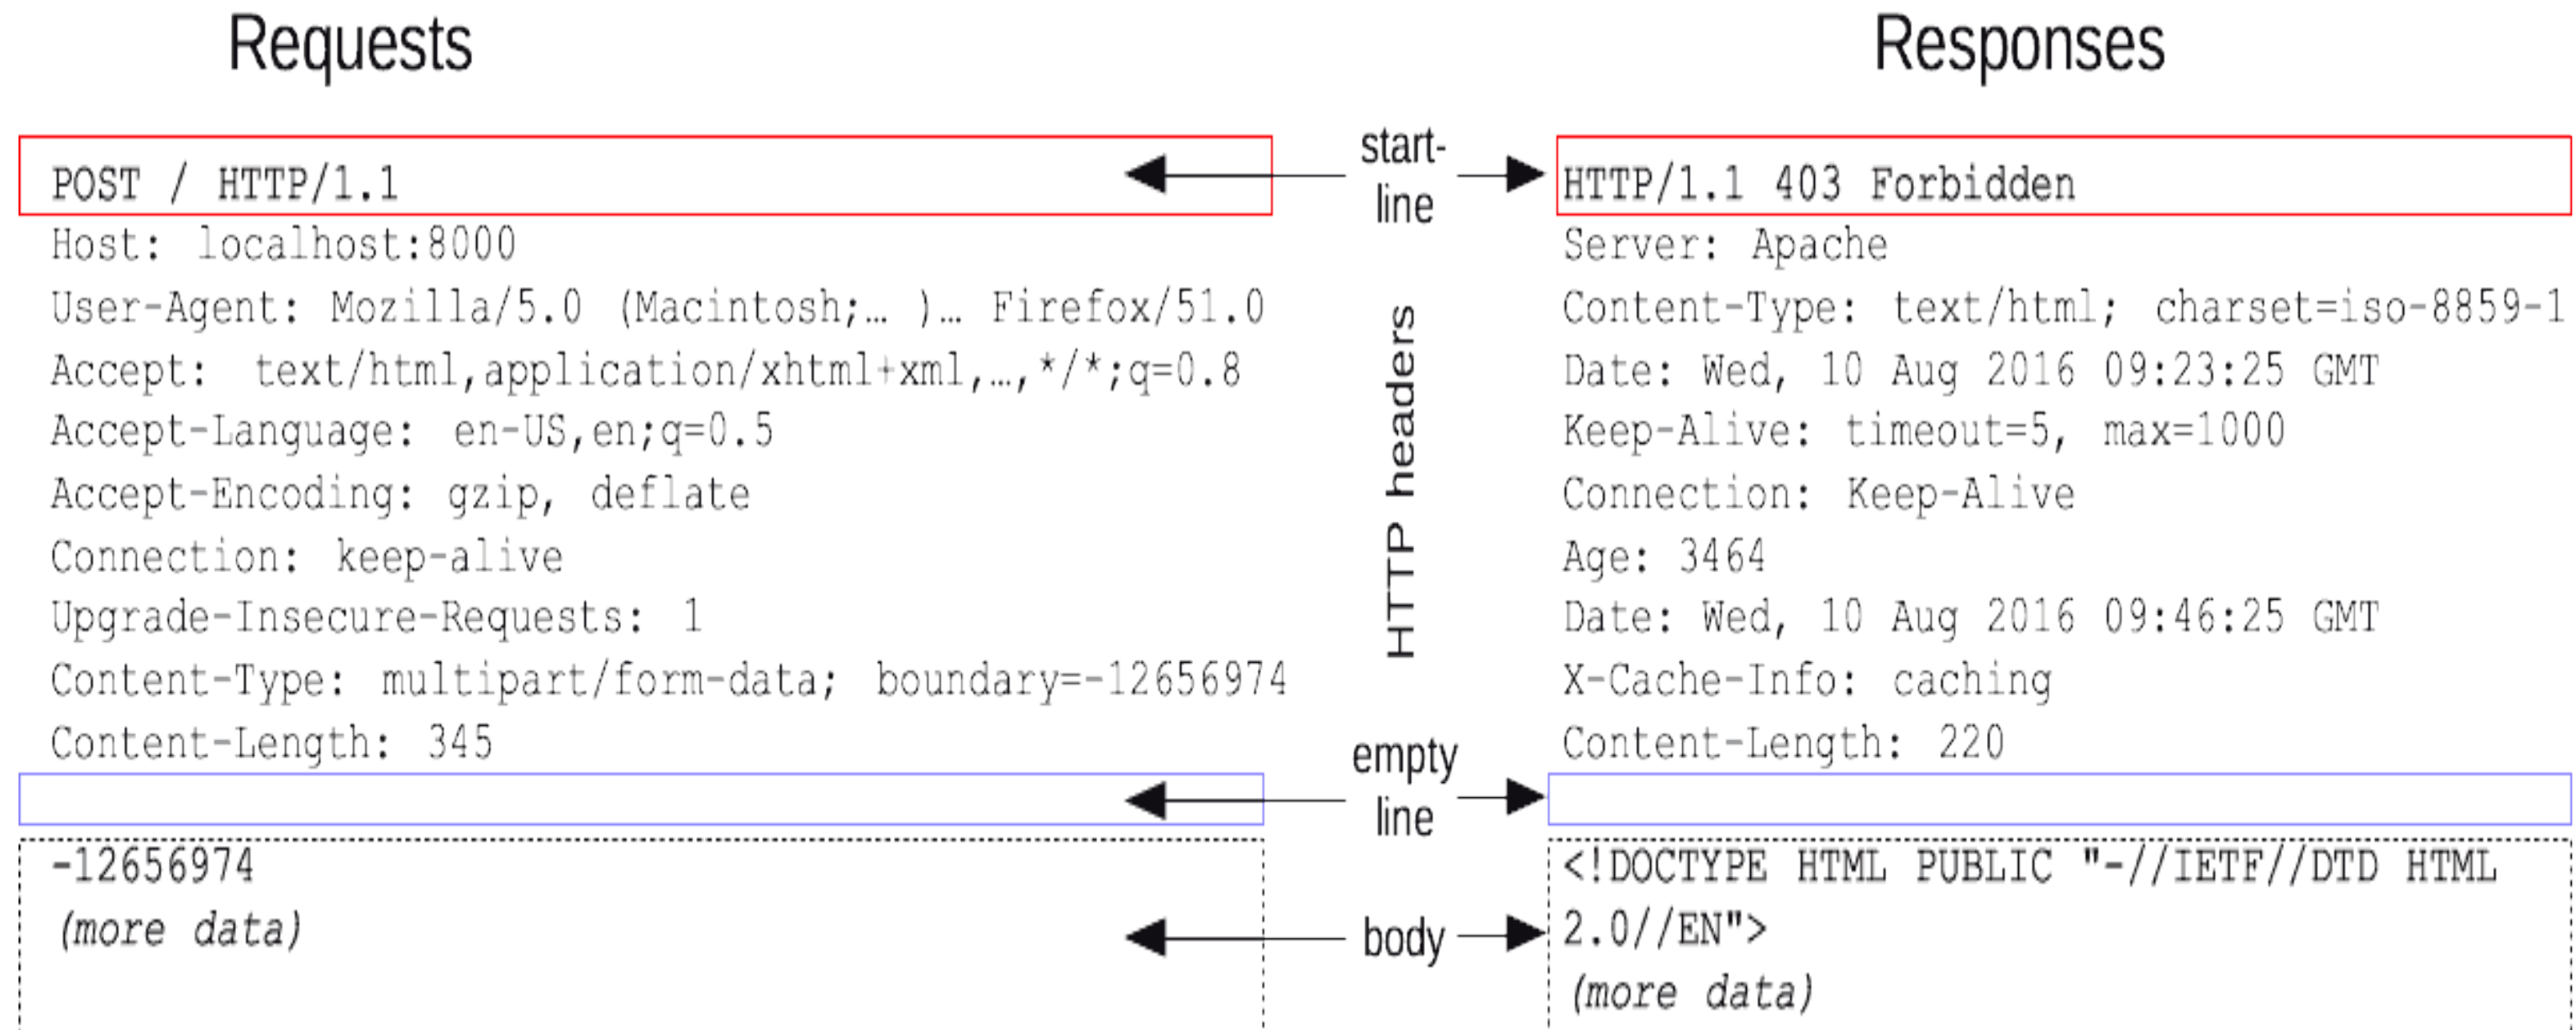 Requests
POST / HTTP/1.1
Host: localhost:8000
User-Agent: Mozilla/5.0 (Macintosh;… )… Firefox/51.0
Accept: text/html,application/xhtml+xml,…,*/*;q=0.8
Accept-Language: en-US,en;q=0.5
Accept-Encoding: gzip, deflate
Connection: keep-alive
Upgrade-Insecure-Requests: 1
Content-Type: multipart/form-data; boundary=-12656974
Content-Length: 345
-12656974
(more data)
start-
line
HTTP headers
empty
line
body
Responses
HTTP/1.1 403 Forbidden
Server: Apache
Content-Type: text/html; charset=iso-8859-1
Date: Wed, 10 Aug 2016 09:23:25 GMT
Keep-Alive: timeout=5, max=1000
Connection: Keep-Alive
Age: 3464
Date: Wed, 10 Aug 2016 09:46:25 GMT
X-Cache-Info: caching
Content-Length: 220
<!DOCTYPE HTML PUBLIC "-//IETF//DTD HTML
2.0//EN">
(more data)